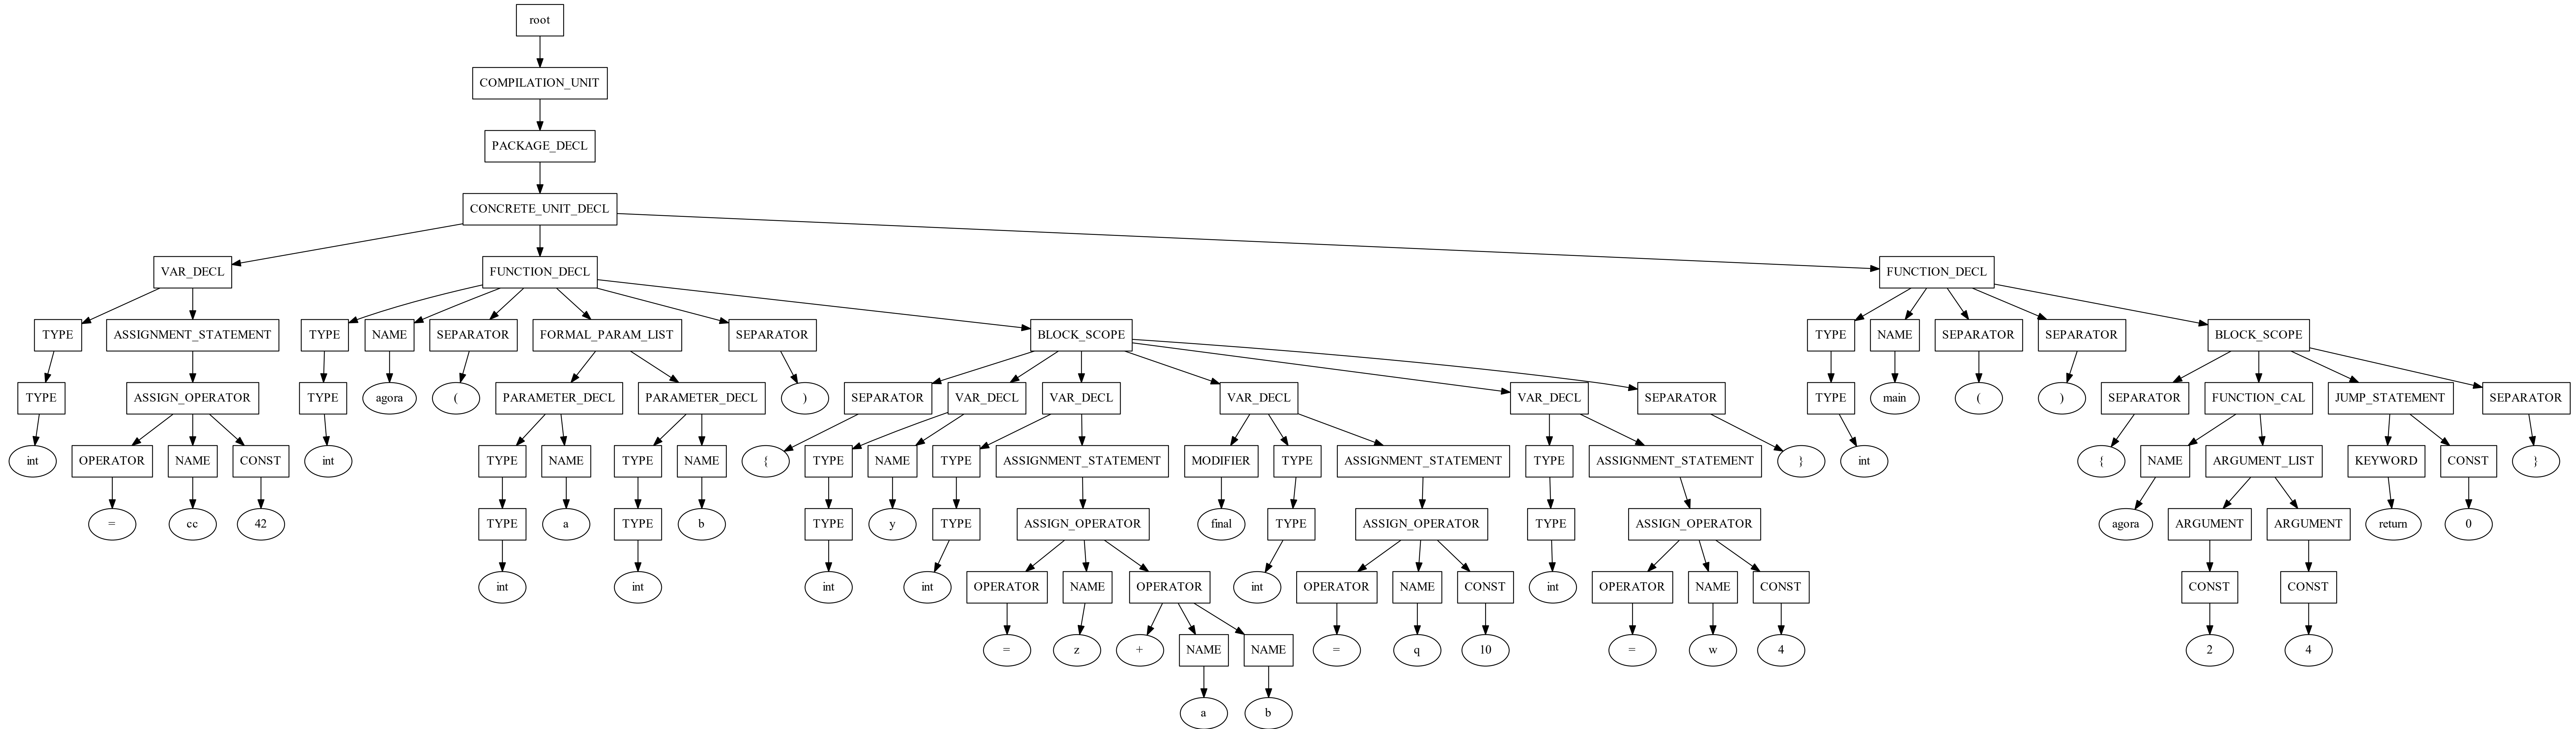 root
COMPILATION_UNIT
PACKAGE_DECL
CONCRETE_UNIT_DECL
VAR_DECL FUNCTION_DECL FUNCTION_DECL
TYPE ASSIGNMENT_STATEMENT TYPE NAME SEPARATOR FORMAL_PARAM_LIST SEPARATOR BLOCK_SCOPE TYPE NAME SEPARATOR SEPARATOR BLOCK_SCOPE
TYPE ASSIGN_OPERATOR TYPE agora ( PARAMETER_DECL PARAMETER_DECL ) SEPARATOR VAR_DECL VAR_DECL VAR_DECL VAR_DECL SEPARATOR TYPE main ( ) SEPARATOR FUNCTION_CAL JUMP_STATEMENT SEPARATOR
int OPERATOR NAME CONST int TYPE NAME TYPE NAME { TYPE NAME TYPE ASSIGNMENT_STATEMENT MODIFIER TYPE ASSIGNMENT_STATEMENT TYPE ASSIGNMENT_STATEMENT } int { NAME ARGUMENT_LIST KEYWORD CONST }
= cc 42 TYPE a TYPE b TYPE y TYPE ASSIGN_OPERATOR final TYPE ASSIGN_OPERATOR TYPE ASSIGN_OPERATOR agora ARGUMENT ARGUMENT return 0
int int int int OPERATOR NAME OPERATOR int OPERATOR NAME CONST int OPERATOR NAME CONST CONST CONST
= z + NAME NAME = q 10 = w 4 2 4
a b